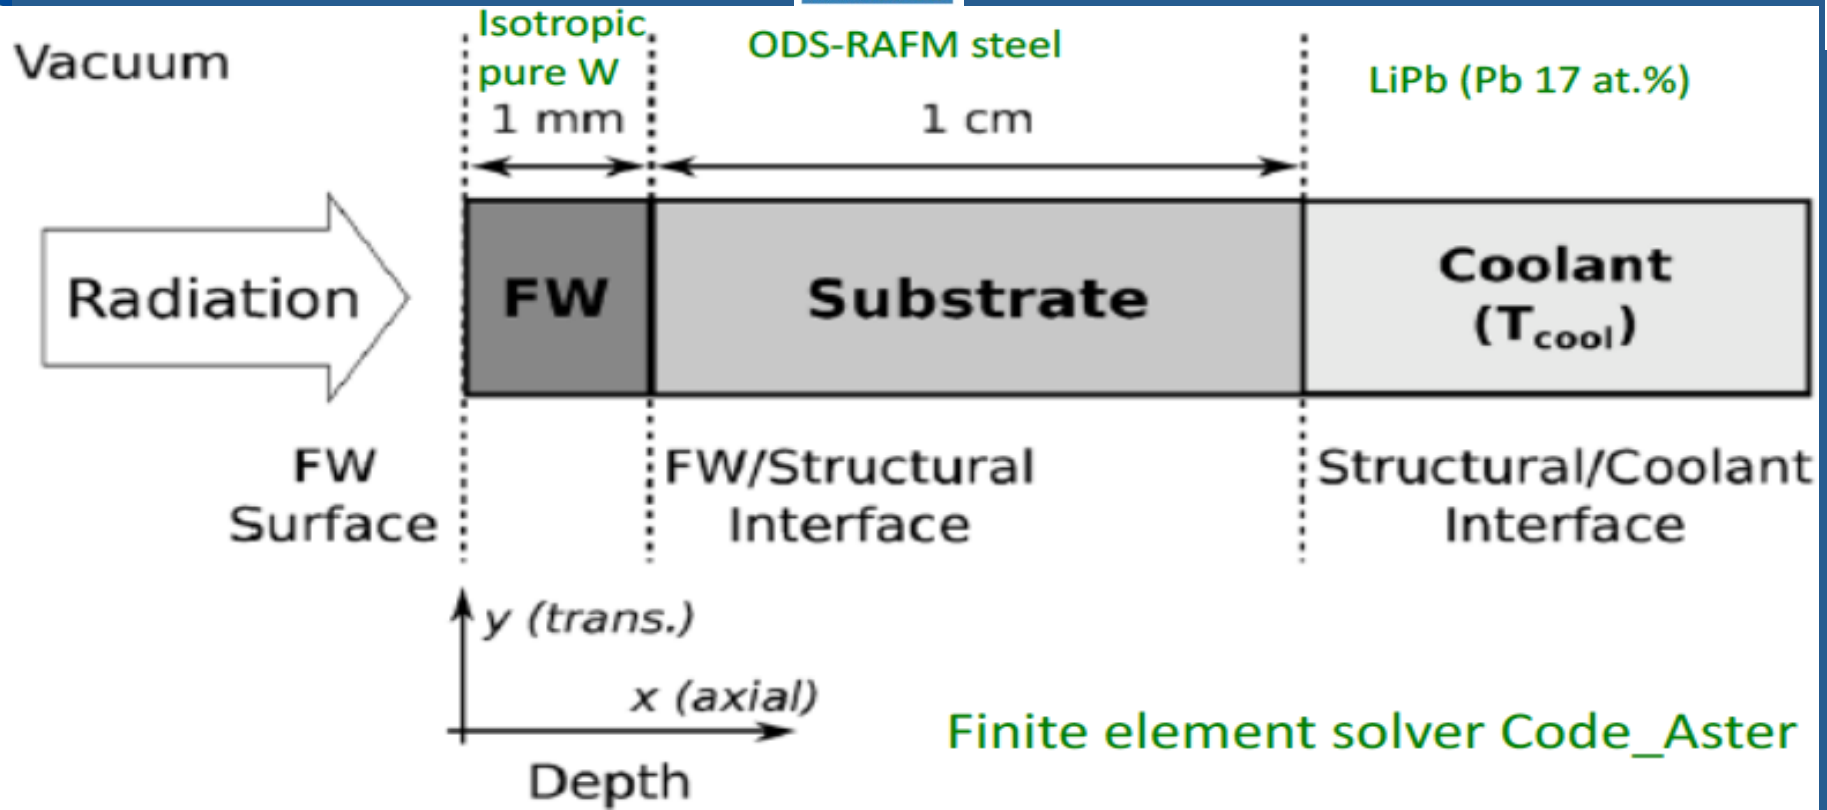 Vacuum
Isotropic
pure W
1 mm
ODS-RAFM steel
1 cm
LiPb (Pb 17 at.%)
Radiation
FW
Substrate
Coolant
(Tcool)
FW
Surface
FW/Structural
Interface
Structural/Coolant
Interface
y (trans.)
x (axial)
Depth
Finite element solver Code_Aster